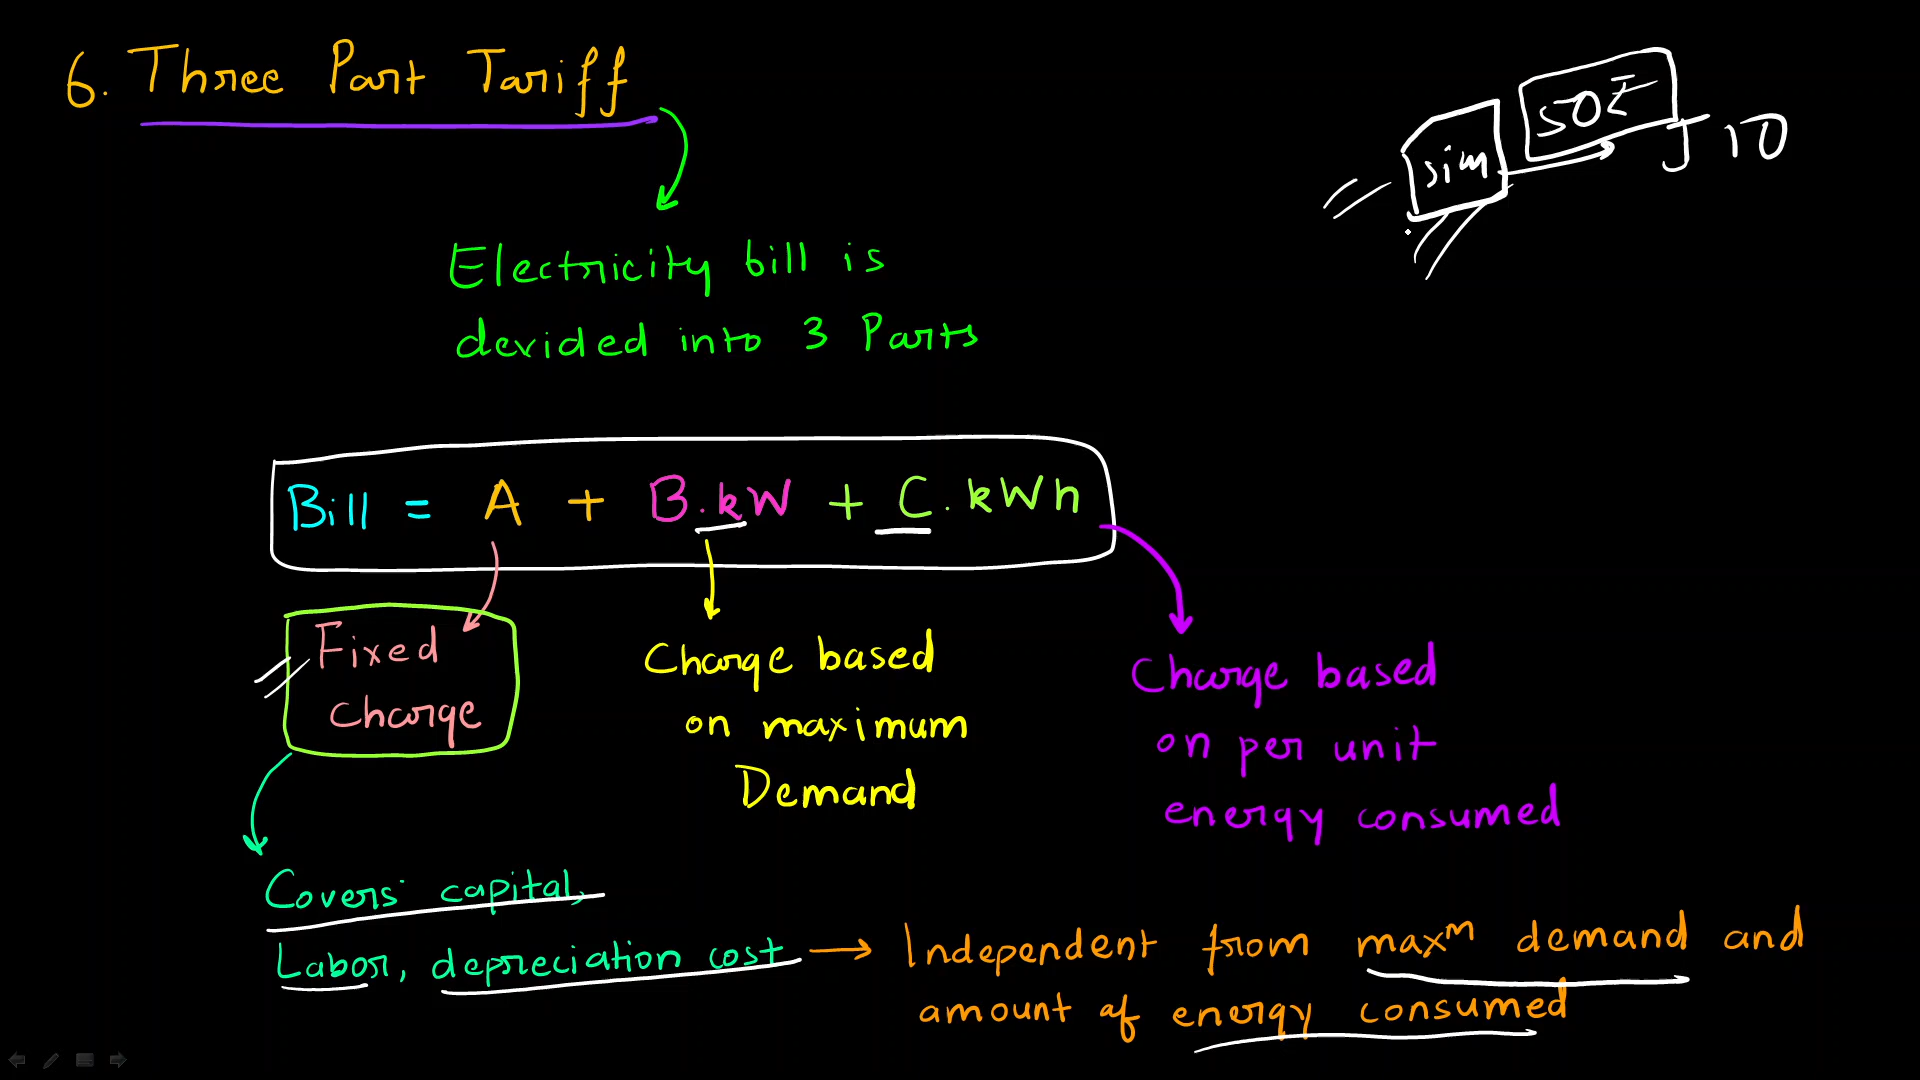 6. Three Part Tariff
sim
50₹
J10
Electricity bill is
devided into 3 Parts
Bill = A + B.kW + C.kWh
Fixed
charge
Charge based
on maximum
Demand
Charge based
on per unit
energy consumed
Covers capital,
Labor, depreciation cost → Independent from maxᵐ demand and
amount of energy consumed